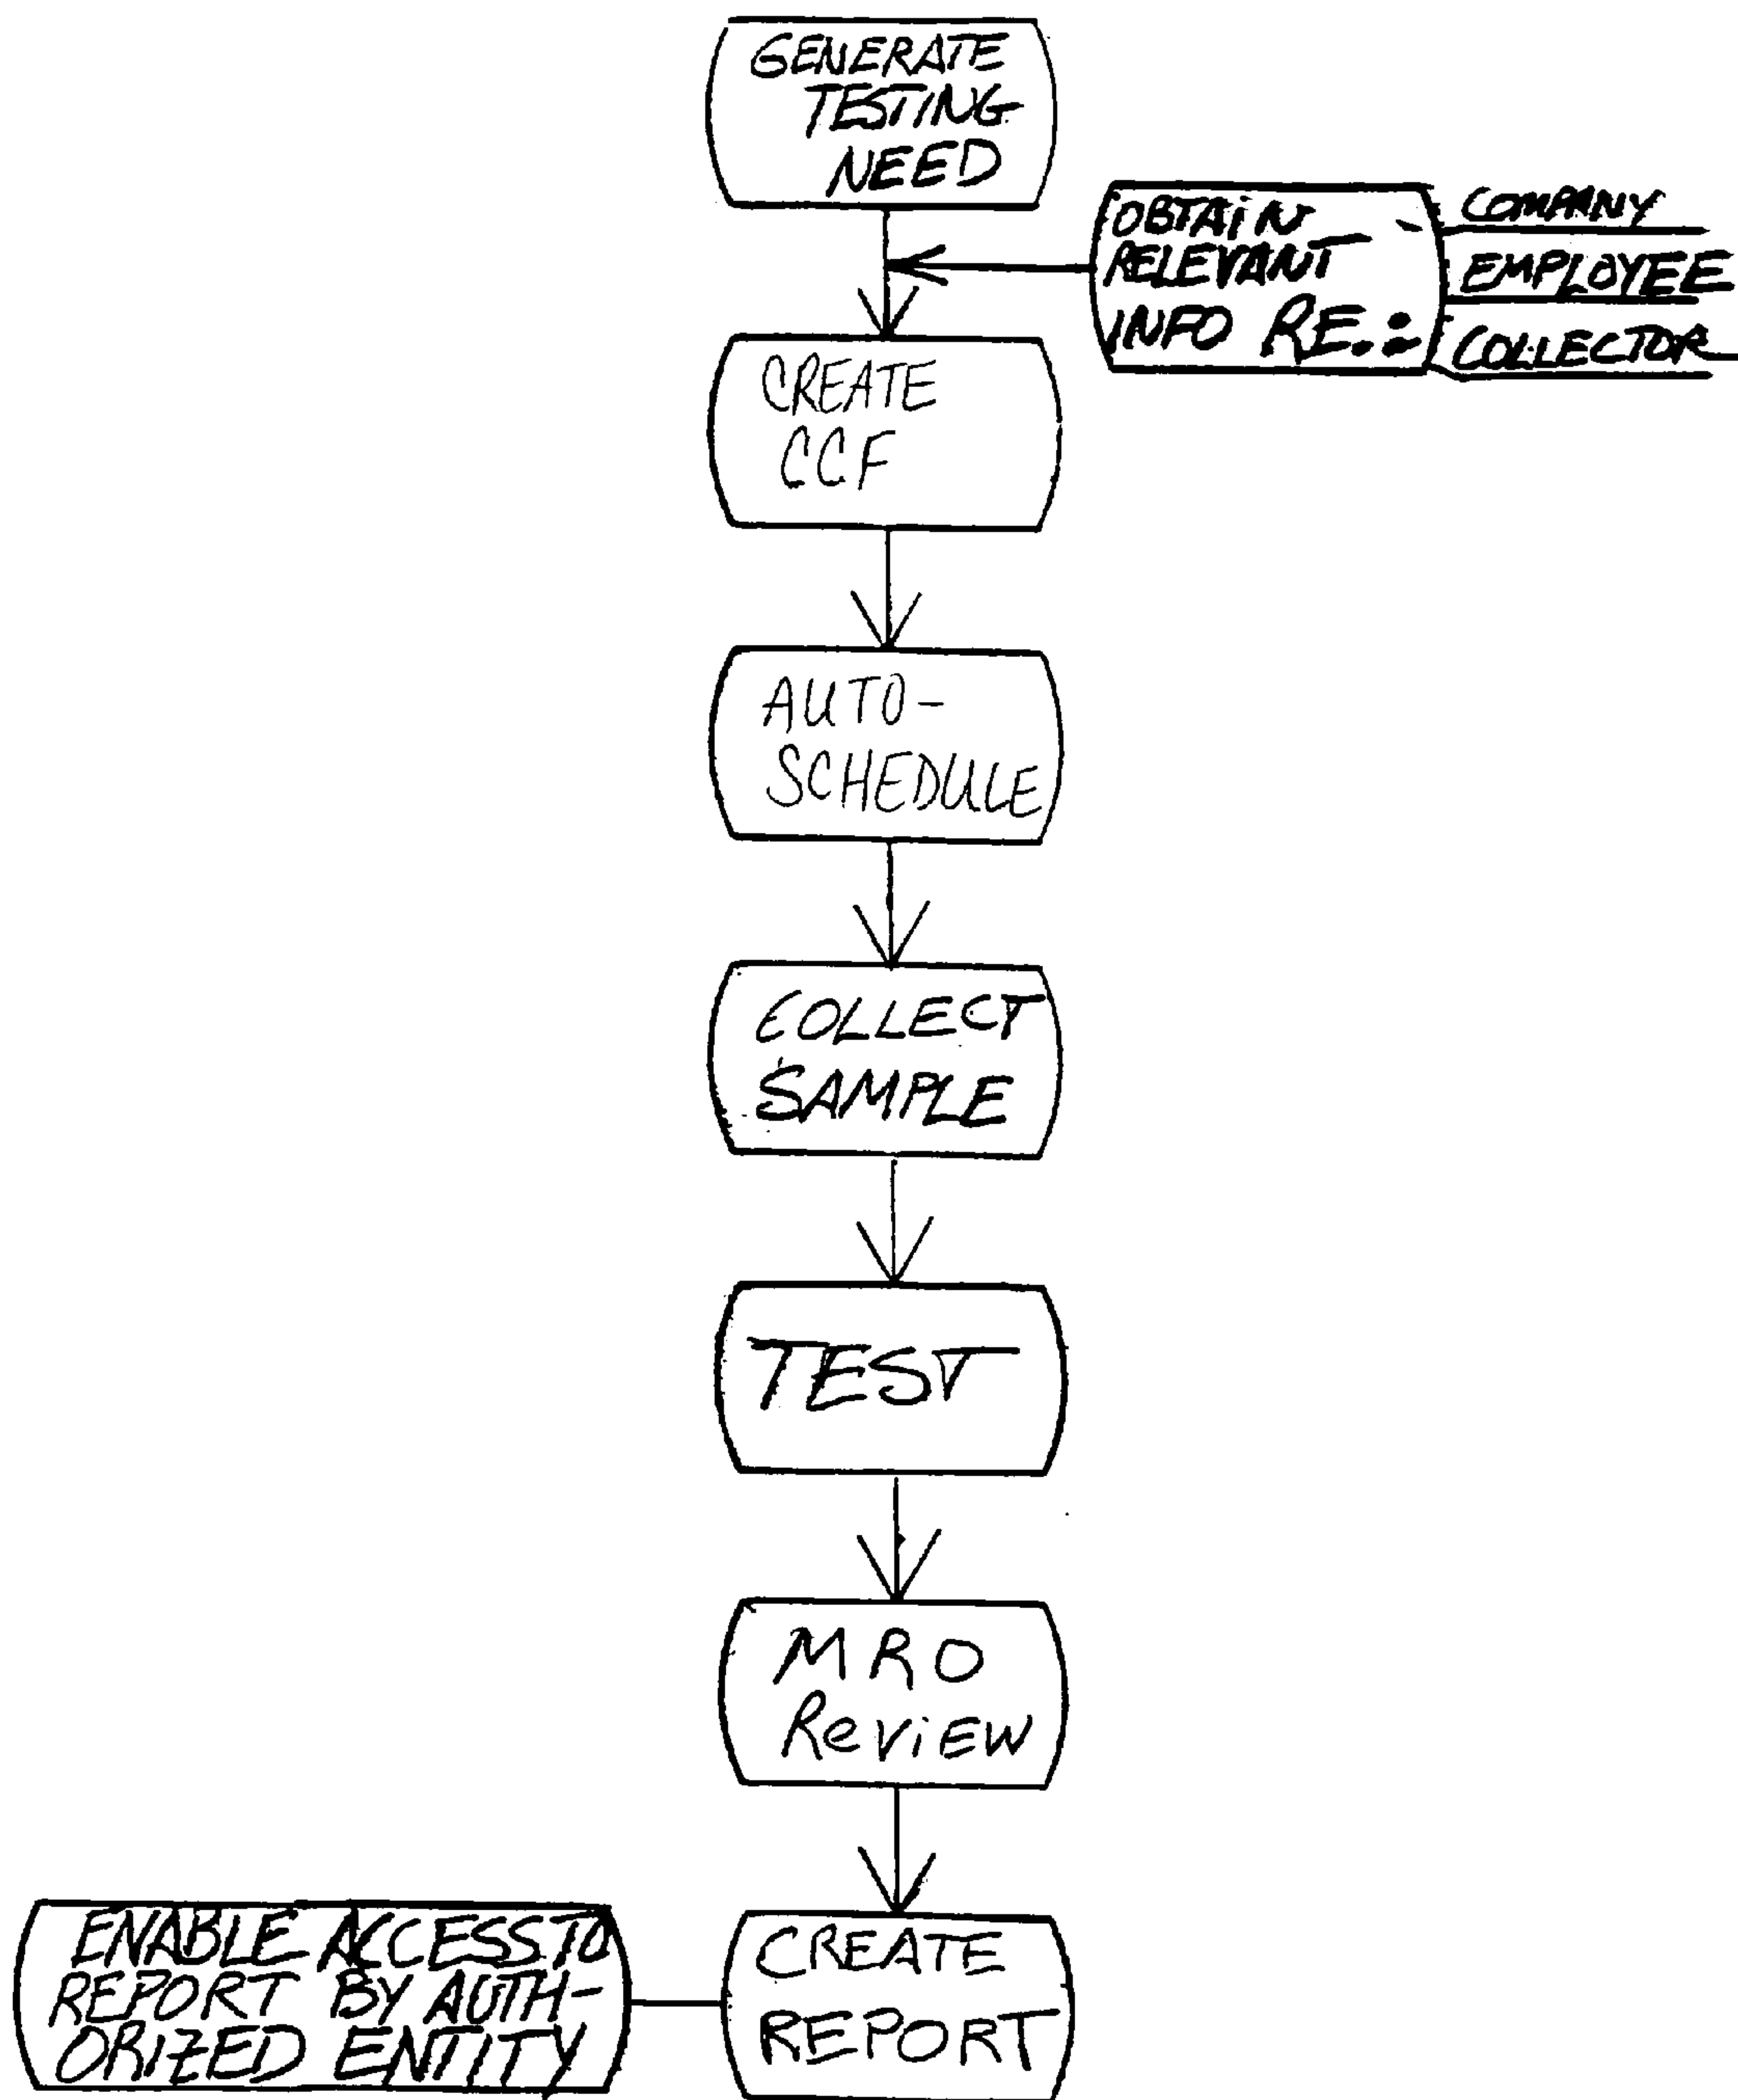 GENERATE
TESTING
NEED
OBTAIN
RELEVANT
INFO RE.:
COMPANY
EMPLOYEE
COLLECTOR
CREATE
CCF
AUTO-
SCHEDULE
COLLECT
SAMPLE
TEST
MRO
ReViEW
CREATE
REPORT
ENABLE ACCESS TO
REPORT BY AUTH-
ORIZED ENTITY